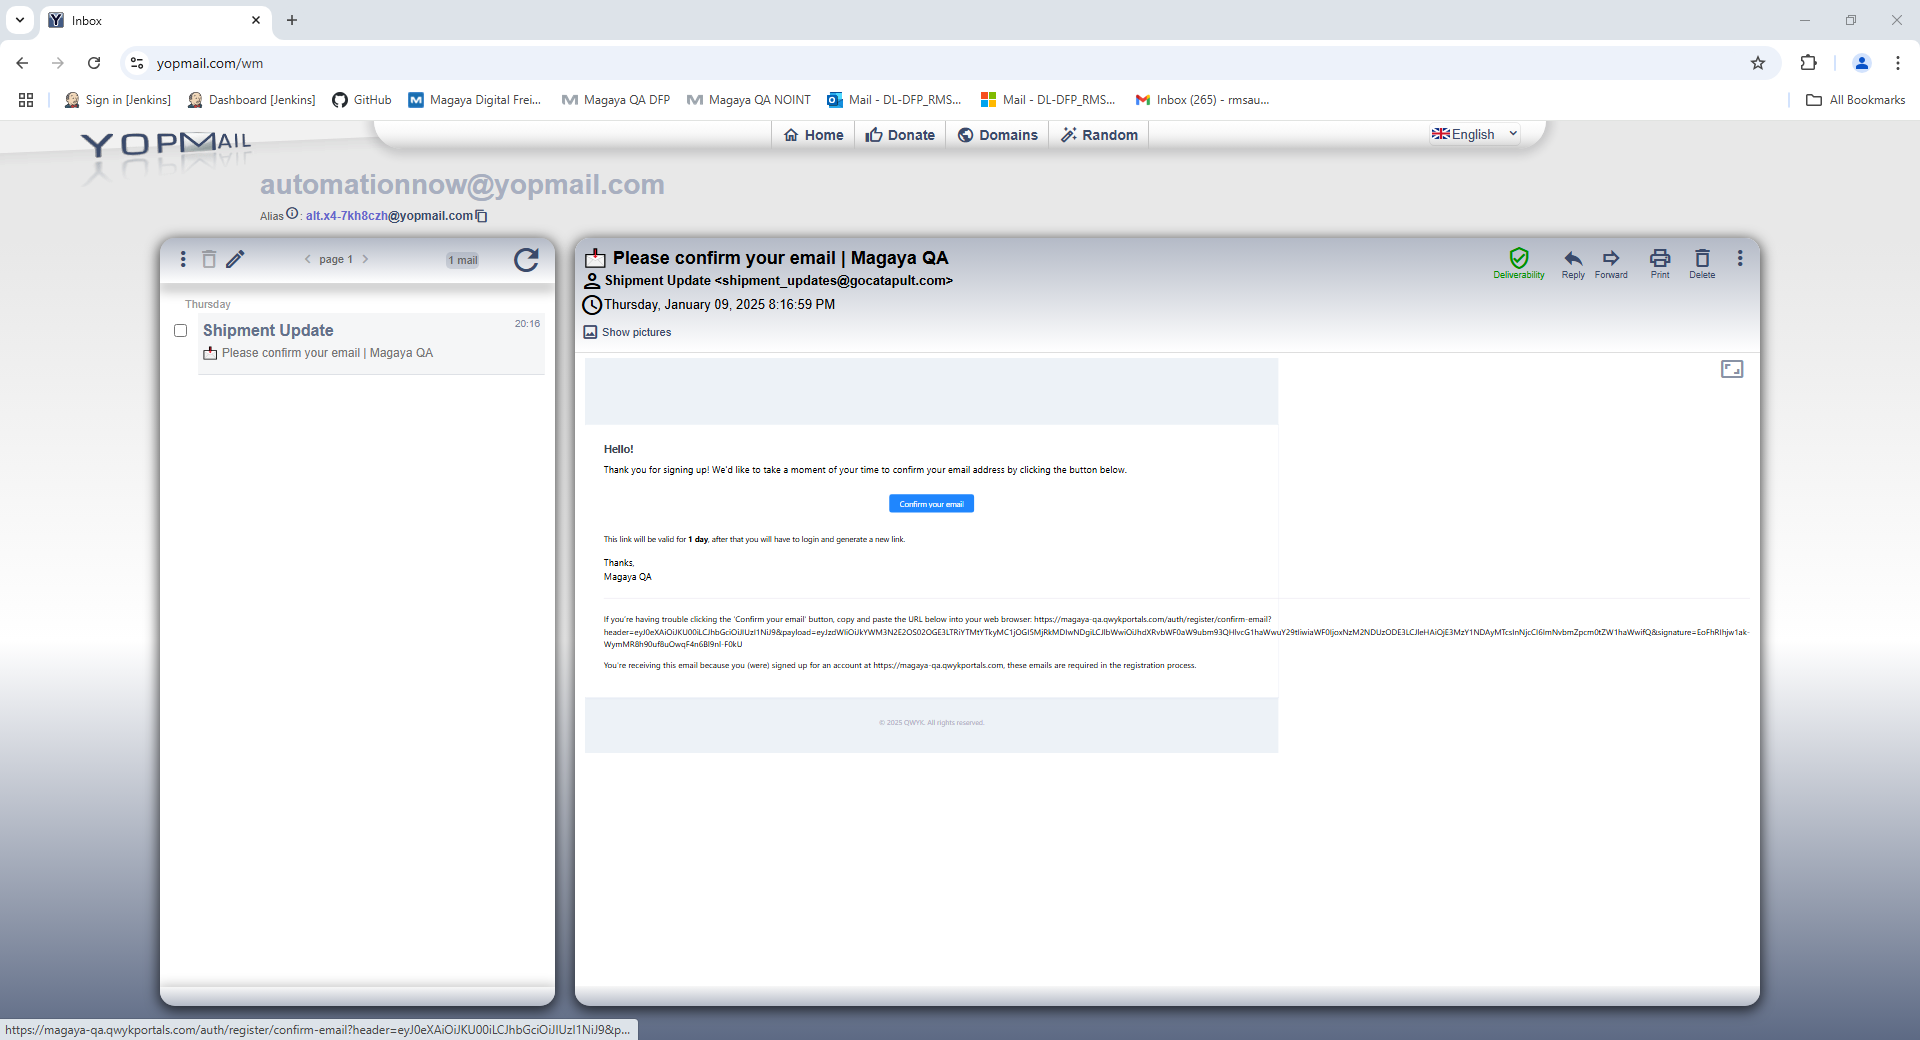 Inbox
yopmail.com/wm
Sign in [Jenkins]
Dashboard [Jenkins]
GitHub
Magaya Digital Frei...
Magaya QA DFP
Magaya QA NOINT
Mail - DL-DFP_RMS...
Mail - DL-DFP_RMS...
Inbox (265) - rmsau...
All Bookmarks
YOPMAIL
Home
Donate
Domains
Random
English
automationnow@yopmail.com
Alias : alt.x4-7kh8czh@yopmail.com
page 1
1 mail
Thursday
Shipment Update
20:16
Please confirm your email | Magaya QA
Please confirm your email | Magaya QA
Shipment Update <shipment_updates@gocatapult.com>
Thursday, January 09, 2025 8:16:59 PM
Show pictures
Deliverability
Reply
Forward
Print
Delete
Hello!
Thank you for signing up! We'd like to take a moment of your time to confirm your email address by clicking the button below.
Confirm your email
This link will be valid for 1 day, after that you will have to login and generate a new link.
Thanks,
Magaya QA
If you're having trouble clicking the 'Confirm your email' button, copy and paste the URL below into your web browser: https://magaya-qa.qwykportals.com/auth/register/confirm-email?
You're receiving this email because you (were) signed up for an account at https://magaya-qa.qwykportals.com, these emails are required in the registration process.
© 2025 QWYK. All rights reserved.
https://magaya-qa.qwykportals.com/auth/register/confirm-email?header=eyJ0eXAiOiJKU00iLCJhbGciOiJIUzI1NiJ9&p...